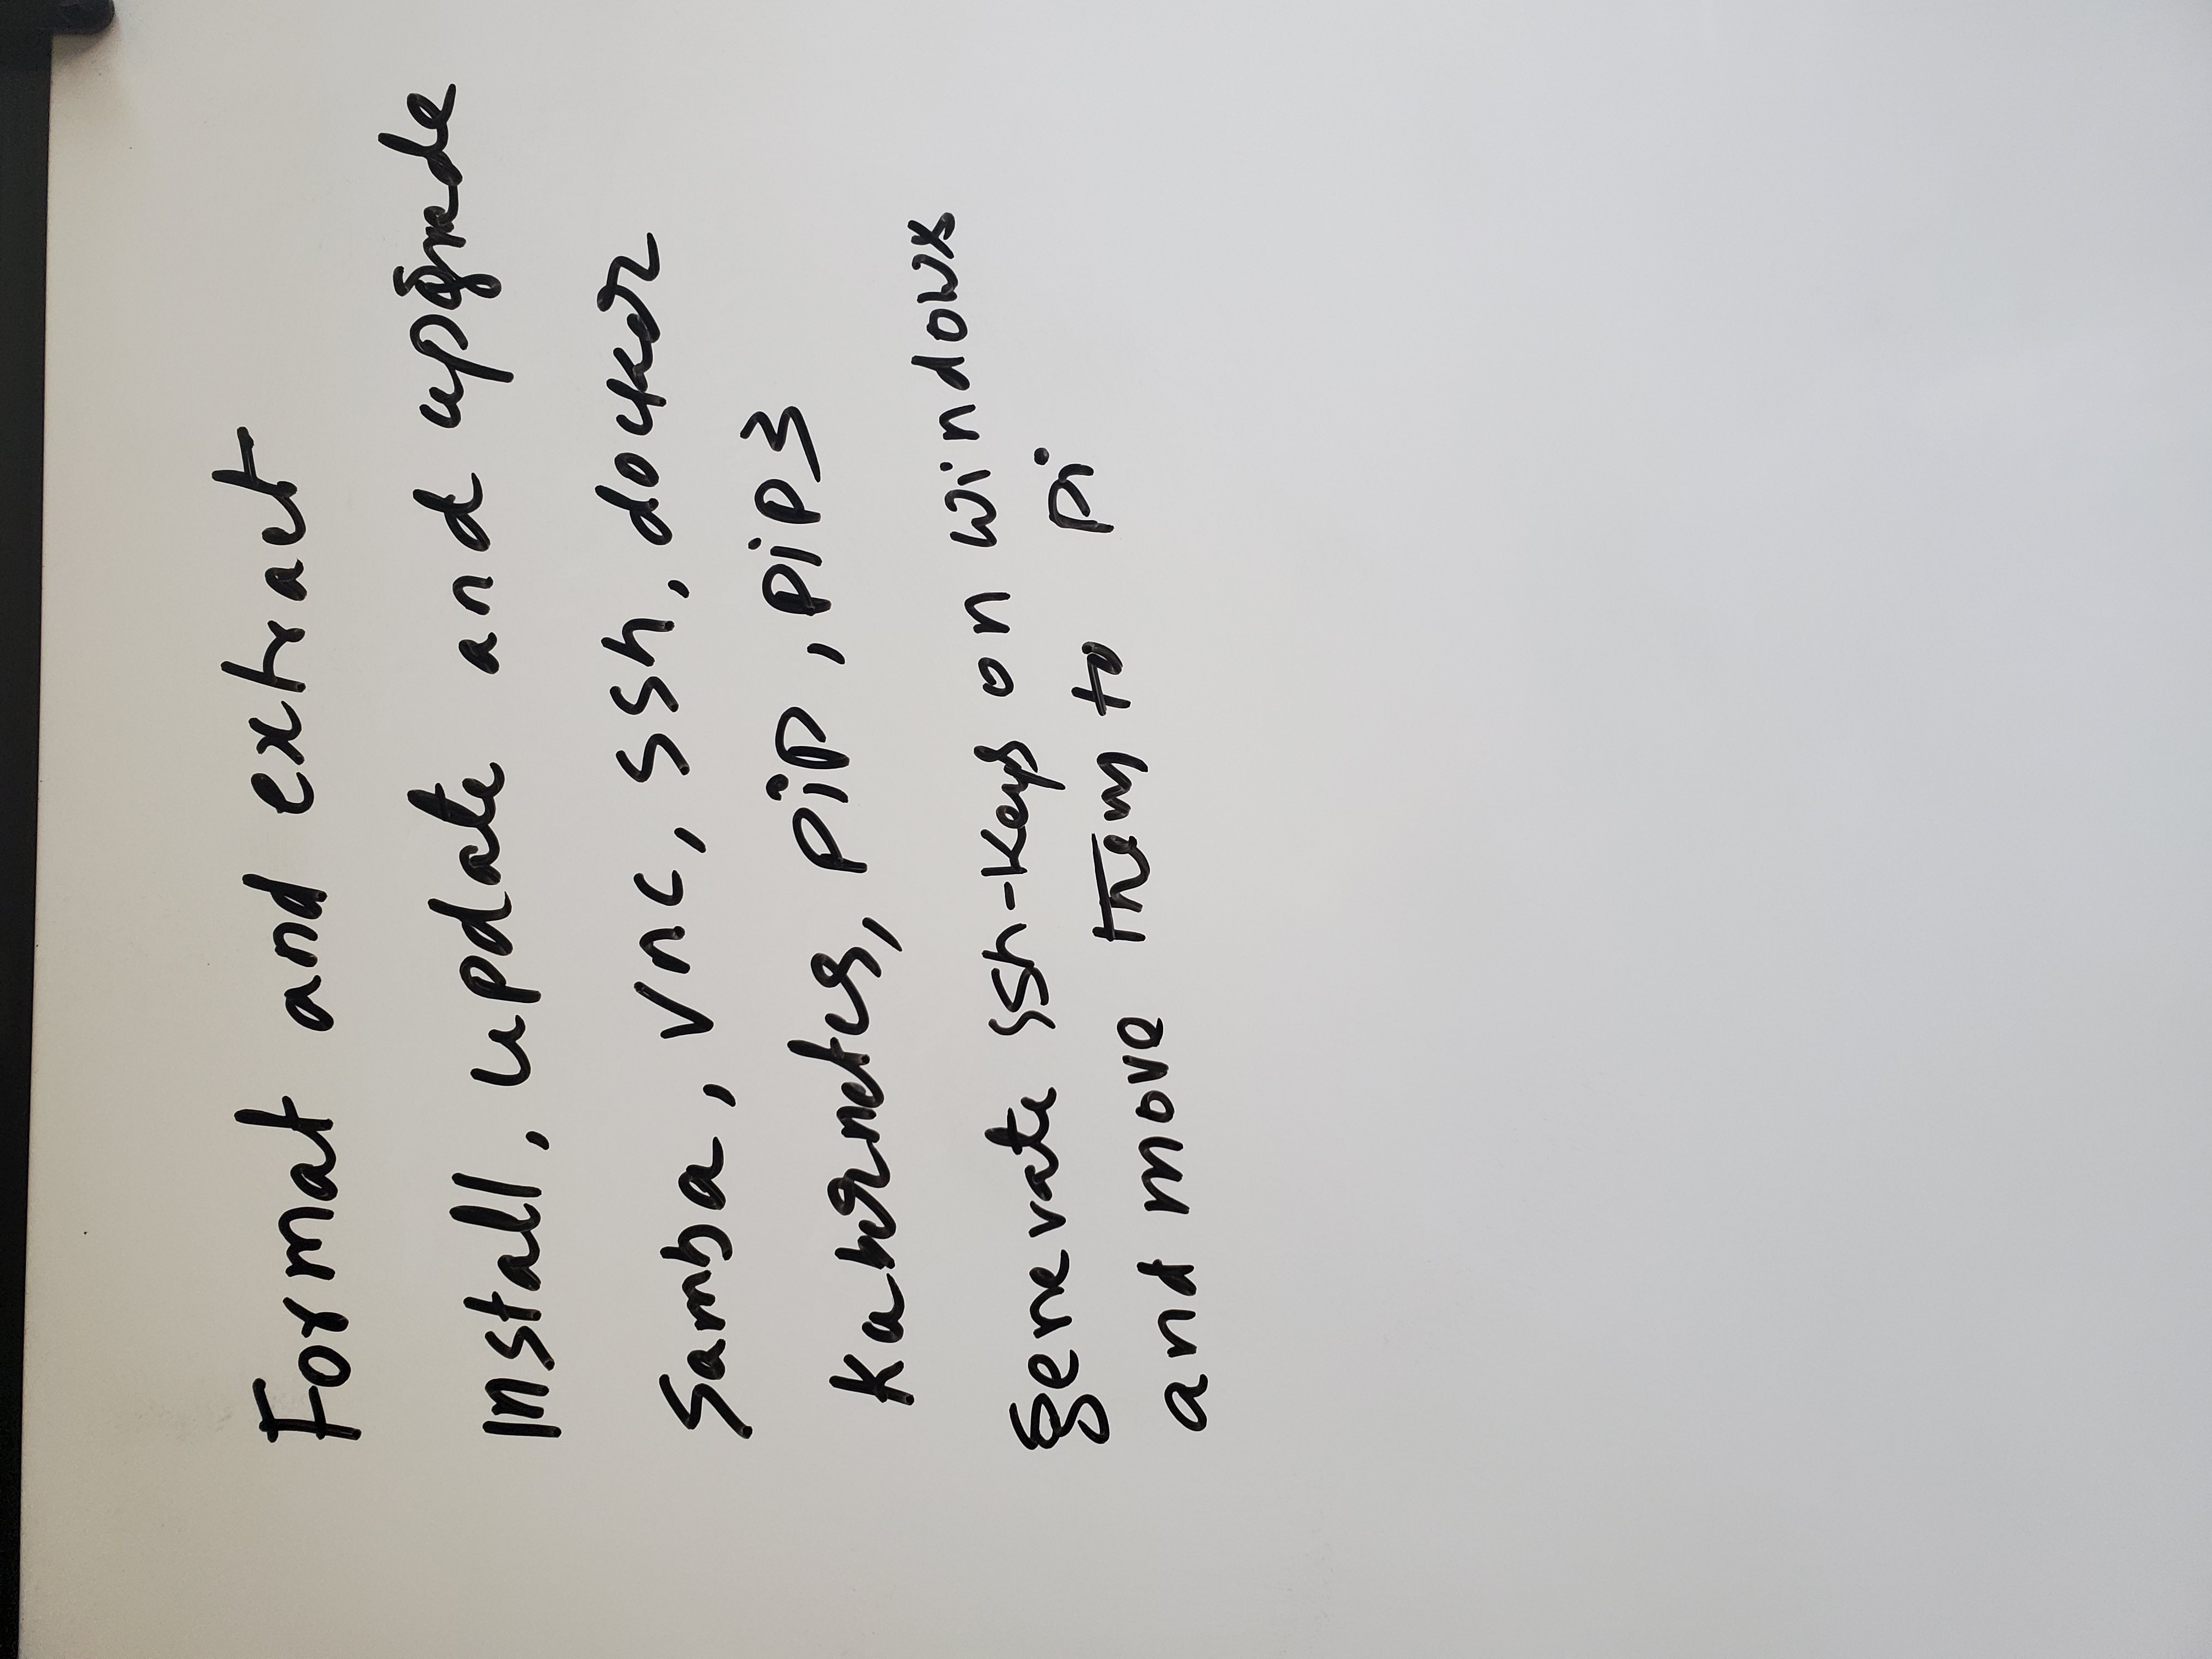 Format and extract
Install, update and upgrade
Samba, vnc, ssh, docker
Kabernetes, pip, pip3
generate ssh-keys on windows
and move them to pi